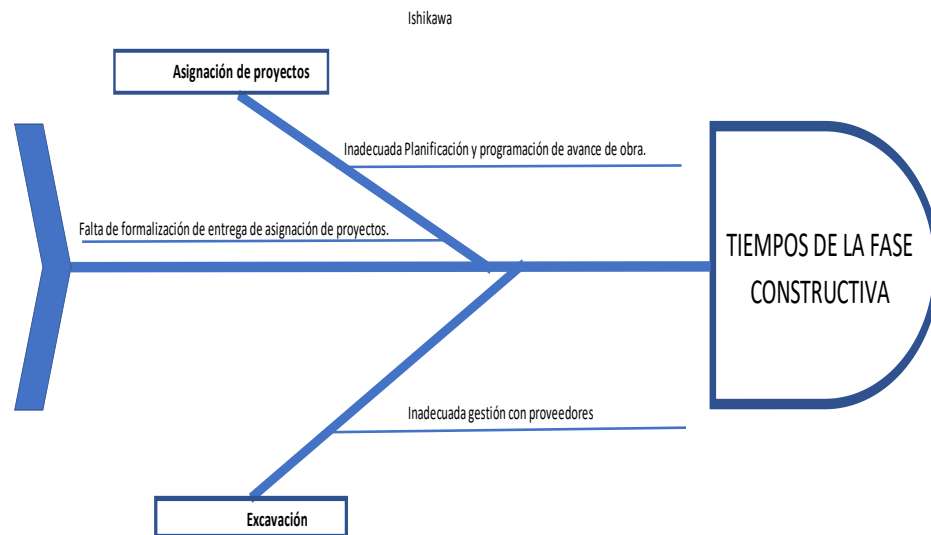 Ishikawa
Asignación de proyectos
Inadecuada Planificación y programación de avance de obra.
Falta de formalización de entrega de asignación de proyectos.
TIEMPOS DE LA FASE
CONSTRUCTIVA
Inadecuada gestión con proveedores
Excavación